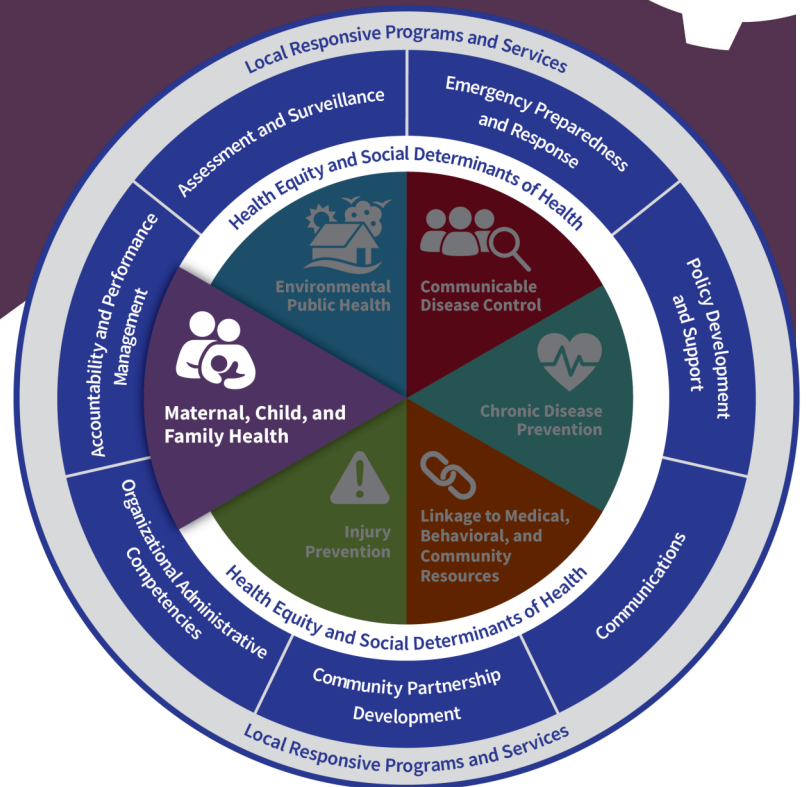 Local Responsive Programs and Services
Assessment and Surveillance
Emergency Preparedness
and Response
Health Equity and Social Determinants of Health
Accountability and Performance
Management
Policy Development
and Support
Environmental
Public Health
Communicable
Disease Control
Maternal, Child, and
Family Health
Chronic Disease
Prevention
Injury
Prevention
Linkage to Medical,
Behavioral, and
Community
Resources
Organizational Administrative
Competencies
Communications
Health Equity and Social Determinants of Health
Community Partnership
Development
Local Responsive Programs and Services